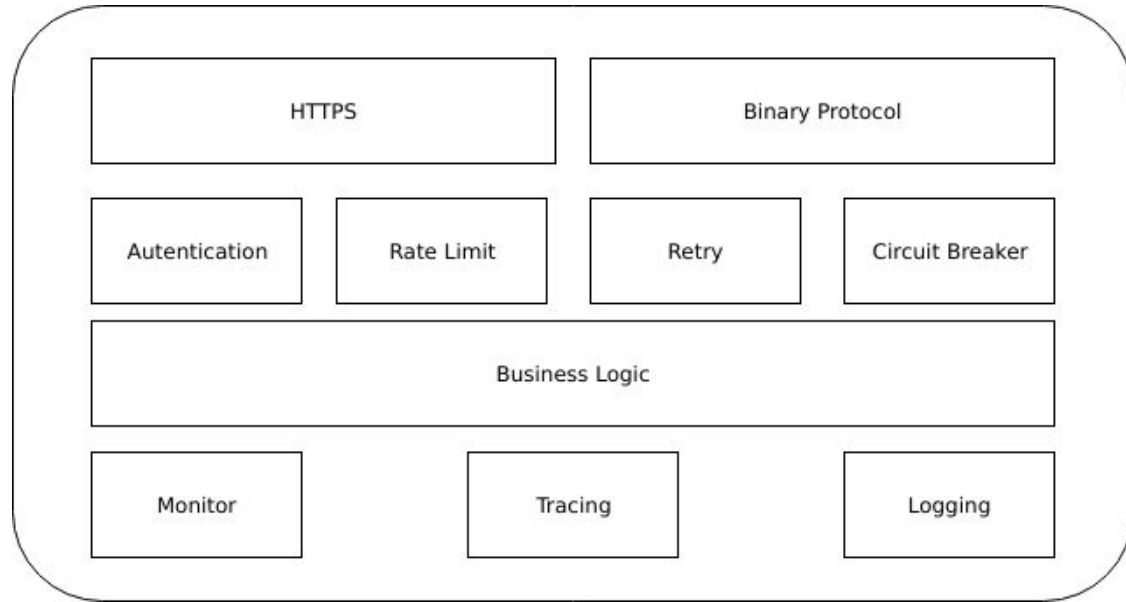 HTTPS
Binary Protocol
Autentication
Rate Limit
Retry
Circuit Breaker
Business Logic
Monitor
Tracing
Logging